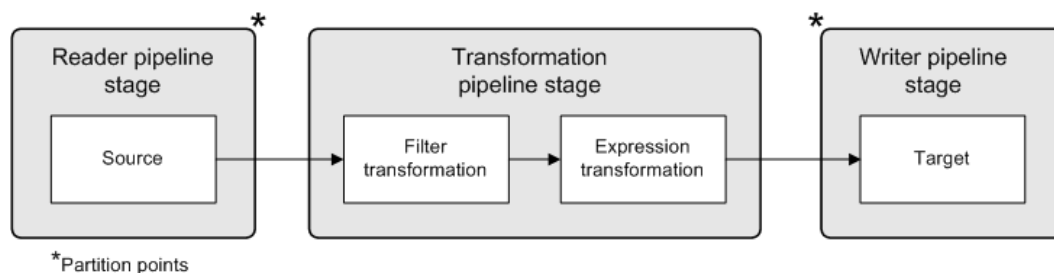 *
*
Reader pipeline
stage
Transformation
pipeline stage
Writer pipeline
stage
Source
Filter
transformation
Expression
transformation
Target
*Partition points